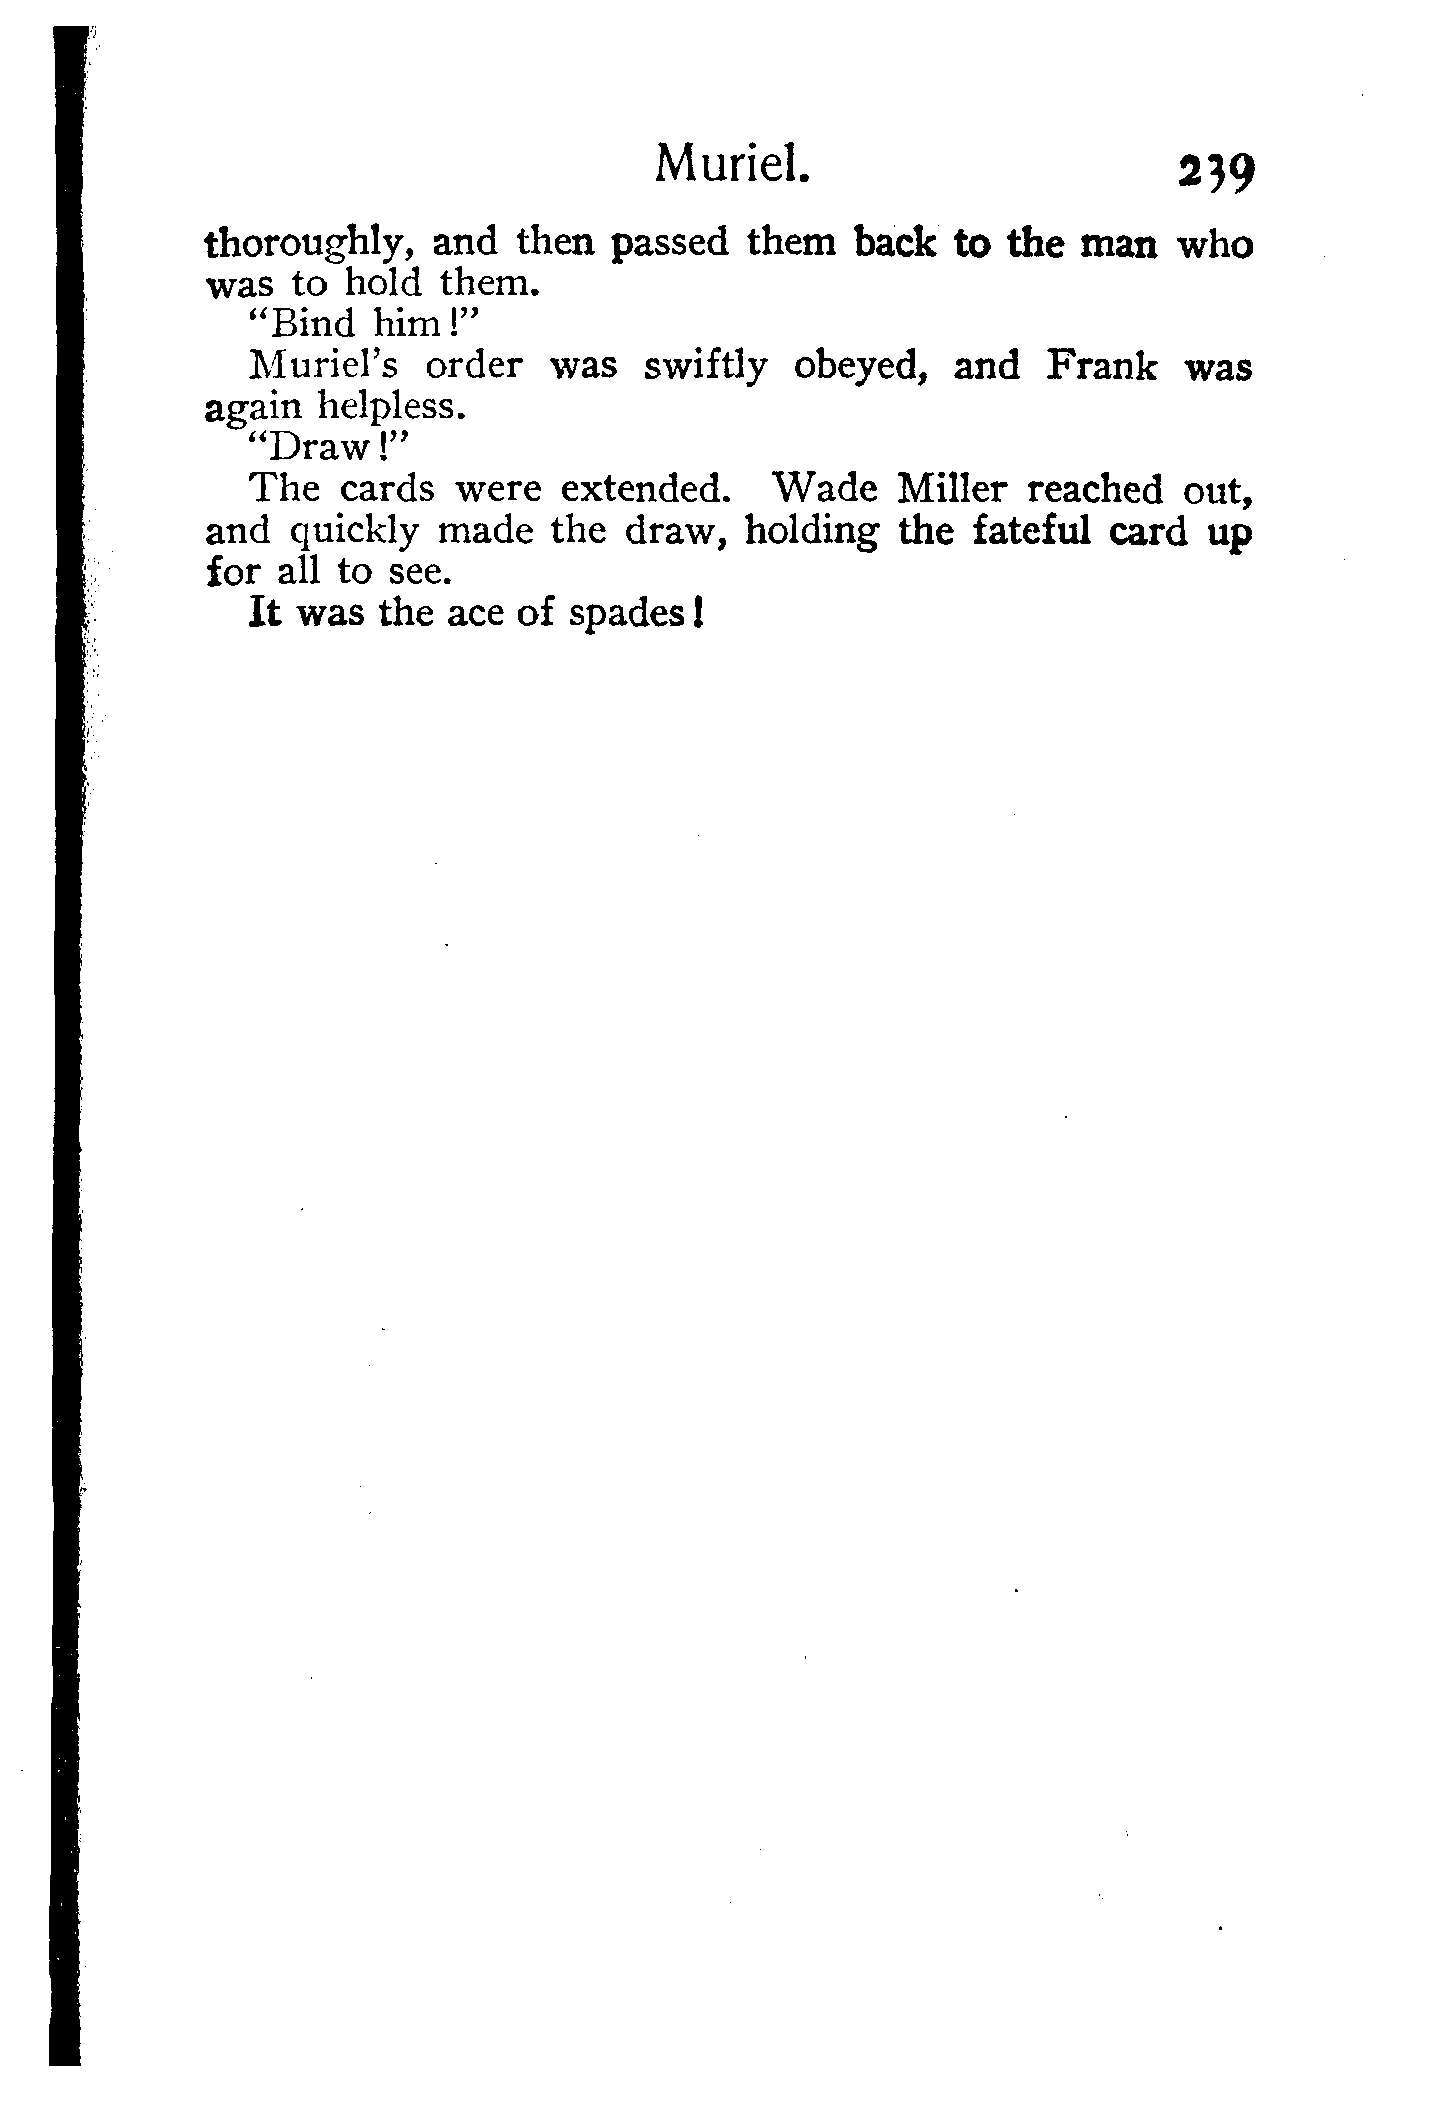 Muriel. 239
thoroughly, and then passed them back to the man who
was to hold them.
“Bind him!”
Muriel’s order was swiftly obeyed, and Frank was
again helpless.
“Draw!”
The cards were extended. Wade Miller reached out,
and quickly made the draw, holding the fateful card up
for all to see.
It was the ace of spades!